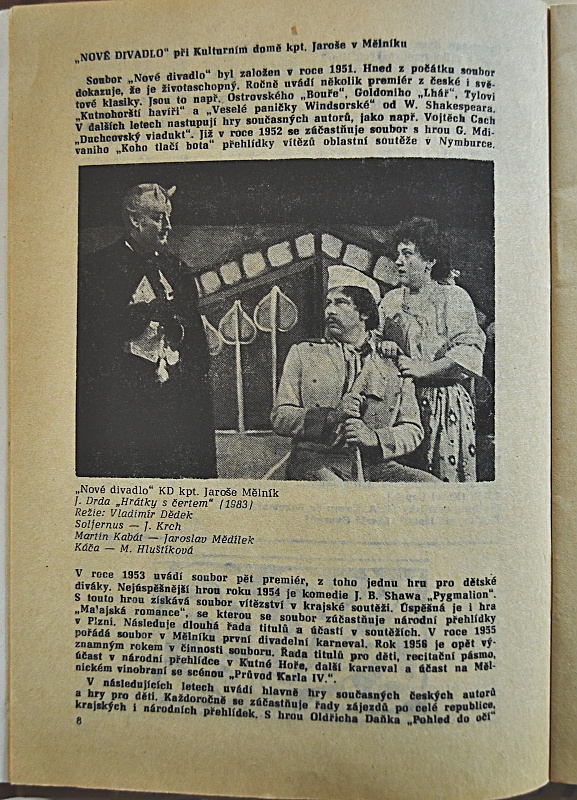 „NOVÉ DIVADLO“ při Kulturním domě kpt. Jaroše v Mělníku
Soubor „Nové divadlo“ byl založen v roce 1951. Hned z počátku soubor
dokazuje, že je životaschopný. Ročně uvádí několik premiér z české i svě-
tové klasiky. Jsou to např. Ostrovského „Bouře“, Goldoniho „Lhář“, Tylovi
„Kutnohorští havíři“ a „Veselé paničky Windsorské“ od W. Shakespeara.
V dalších letech nastupují hry současných autorů, jako např. Vojtěch Cach
„Duchcovský viadukt“. Již v roce 1952 se zúčastňuje soubor s hrou G. Mdi-
vaniho „Koho tlačí bota“ přehlídky vítězů oblastní soutěže v Nymburce.
„Nové divadlo“ KD kpt. Jaroše Mělník
J. Drda „Hrátky s čertem“ (1983)
Režie: Vladimír Dědek
Solfernus — J. Krch
Martin Kabát — Jaroslav Mědílek
Káča — M. Hluštíková
V roce 1953 uvádí soubor pět premiér, z toho jednu hru pro dětské
diváky. Nejúspěšnější hrou roku 1954 je komedie J. B. Shawa „Pygmalion“.
S touto hrou získává soubor vítězství v krajské soutěži. Úspěšná je i hra
„Ma'ajská romance“, se kterou se soubor zúčastňuje národní přehlídky
v Plzni. Následuje dlouhá řada titulů a účastí v soutěžích. V roce 1955
pořádá soubor v Mělníku první divadelní karneval. Rok 1956 je opět vý-
znamným rokem v činnosti souboru. Řada titulů pro děti, recitační pásmo,
účast v národní přehlídce v Kutné Hoře, další karneval a účast na Měl-
nickém vinobraní se scénou „Průvod Karla IV.“.
V následujících letech uvádí hlavně hry současných českých autorů
a hry pro děti. Každoročně se zúčastňuje řady zájezdů po celé republice,
krajských i národních přehlídek. S hrou Oldřicha Daňka „Pohled do očí“
8